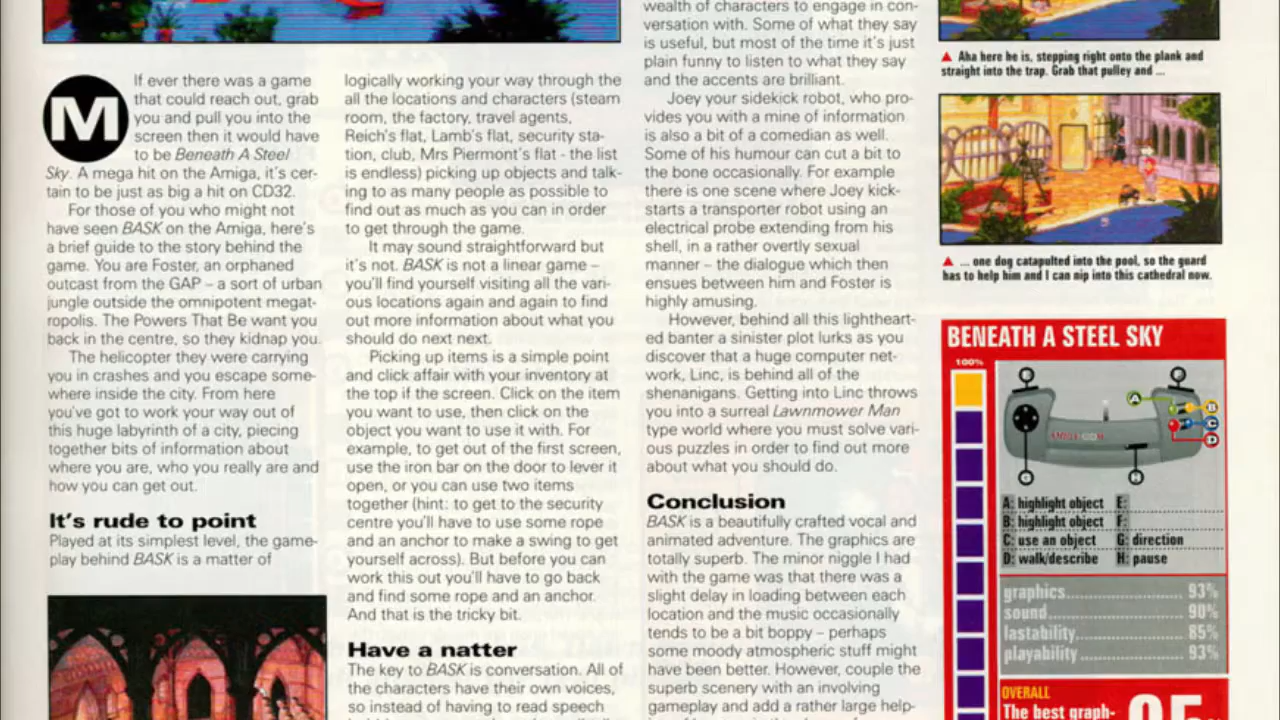 M
If ever there was a game
that could reach out, grab
you and pull you into the
screen then it would have
to be Beneath A Steel
Sky. A mega hit on the Amiga, it's cer-
tain to be just as big a hit on CD32.
For those of you who might not
have seen BASK on the Amiga, here's
a brief guide to the story behind the
game. You are Foster, an orphaned
outcast from the GAP – a sort of urban
jungle outside the omnipotent megat-
ropolis. The Powers That Be want you
back in the centre, so they kidnap you.
The helicopter they were carrying
you in crashes and you escape some-
where inside the city. From here
you've got to work your way out of
this huge labyrinth of a city, piecing
together bits of information about
where you are, who you really are and
how you can get out.
It's rude to point
Played at its simplest level, the game-
play behind BASK is a matter of
logically working your way through the
all the locations and characters (steam
room, the factory, travel agents,
Reich's flat, Lamb's flat, security sta-
tion, club, Mrs Piermont's flat - the list
is endless) picking up objects and talk-
ing to as many people as possible to
find out as much as you can in order
to get through the game.
It may sound straightforward but
it's not. BASK is not a linear game –
you'll find yourself visiting all the vari-
ous locations again and again to find
out more information about what you
should do next next.
Picking up items is a simple point
and click affair with your inventory at
the top if the screen. Click on the item
you want to use, then click on the
object you want to use it with. For
example, to get out of the first screen,
use the iron bar on the door to lever it
open, or you can use two items
together (hint: to get to the security
centre you'll have to use some rope
and an anchor to make a swing to get
yourself across). But before you can
work this out you'll have to go back
and find some rope and an anchor.
And that is the tricky bit.
Have a natter
The key to BASK is conversation. All of
the characters have their own voices,
so instead of having to read speech
wealth of characters to engage in con-
versation with. Some of what they say
is useful, but most of the time it's just
plain funny to listen to what they say
and the accents are brilliant.
Joey your sidekick robot, who pro-
vides you with a mine of information
is also a bit of a comedian as well.
Some of his humour can cut a bit to
the bone occasionally. For example
there is one scene where Joey kick-
starts a transporter robot using an
electrical probe extending from his
shell, in a rather overtly sexual
manner – the dialogue which then
ensues between him and Foster is
highly amusing.
However, behind all this lightheart-
ed banter a sinister plot lurks as you
discover that a huge computer net-
work, Linc, is behind all of the
shenanigans. Getting into Linc throws
you into a surreal Lawnmower Man
type world where you must solve vari-
ous puzzles in order to find out more
about what you should do.
Conclusion
BASK is a beautifully crafted vocal and
animated adventure. The graphics are
totally superb. The minor niggle I had
with the game was that there was a
slight delay in loading between each
location and the music occasionally
tends to be a bit boppy – perhaps
some moody atmospheric stuff might
have been better. However, couple the
superb scenery with an involving
gameplay and add a rather large help-
▲ Aha here he is, stepping right onto the plank and
straight into the trap. Grab that pulley and ...
▲ ... one dog catapulted into the pool, so the guard
has to help him and I can nip into this cathedral now.
BENEATH A STEEL SKY
100%
A
B
C
D
A: highlight object E:
B: highlight object F:
C: use an object G: direction
D: walk/describe H: pause
graphics 93%
sound 90%
lastability 85%
playability 93%
OVERALL
The best graph-